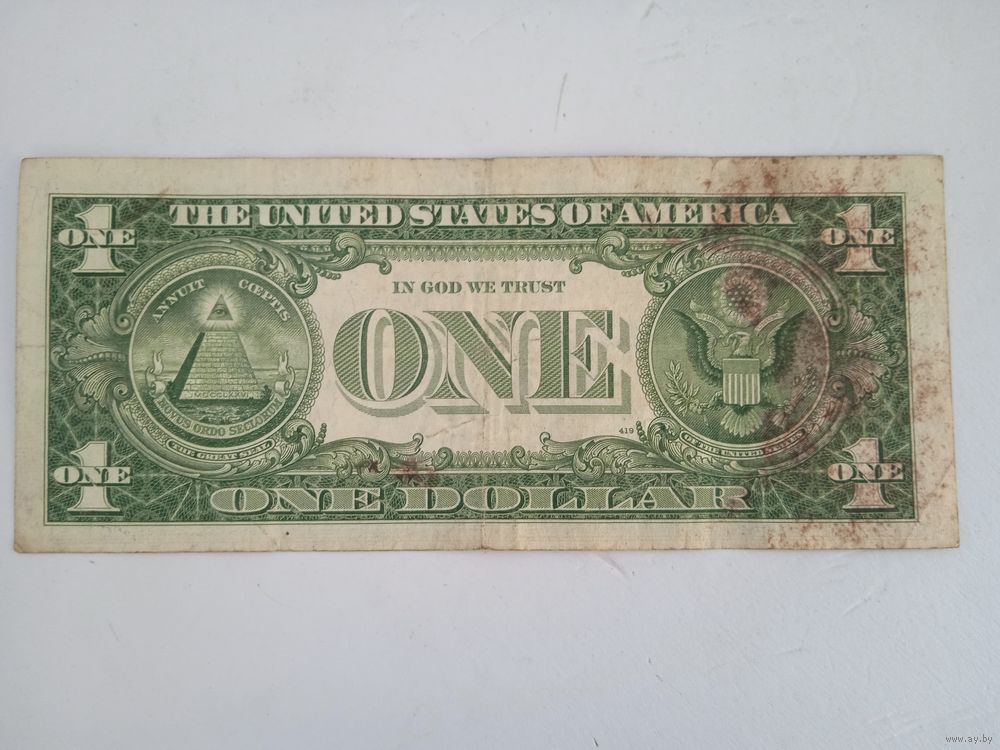 THE UNITED STATES OF AMERICA
1 ONE
1 ONE
ANNUIT CŒPTIS
IN GOD WE TRUST
ONE
MDCCLXXVI
NOVUS ORDO SECLORUM
THE GREAT SEAL
OF THE UNITED STATES
419
1 ONE
1 ONE
ONE DOLLAR
www.ay.by